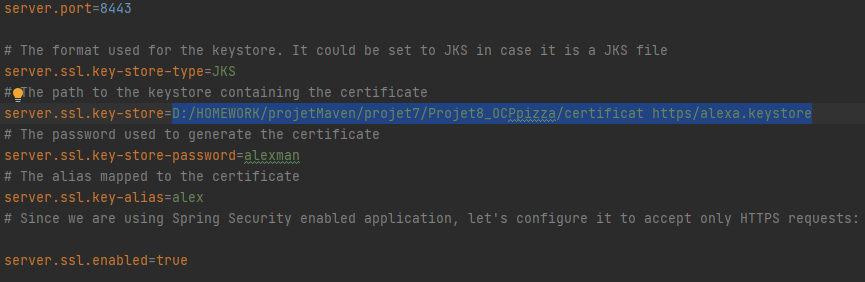 server.port=8443
# The format used for the keystore. It could be set to JKS in case it is a JKS file
server.ssl.key-store-type=JKS
# The path to the keystore containing the certificate
server.ssl.key-store=D:/HOMEWORK/projetMaven/projet7/Projet8_OCPpizza/certificat https/alexa.keystore
# The password used to generate the certificate
server.ssl.key-store-password=alexman
# The alias mapped to the certificate
server.ssl.key-alias=alex
# Since we are using Spring Security enabled application, let's configure it to accept only HTTPS requests:
server.ssl.enabled=true